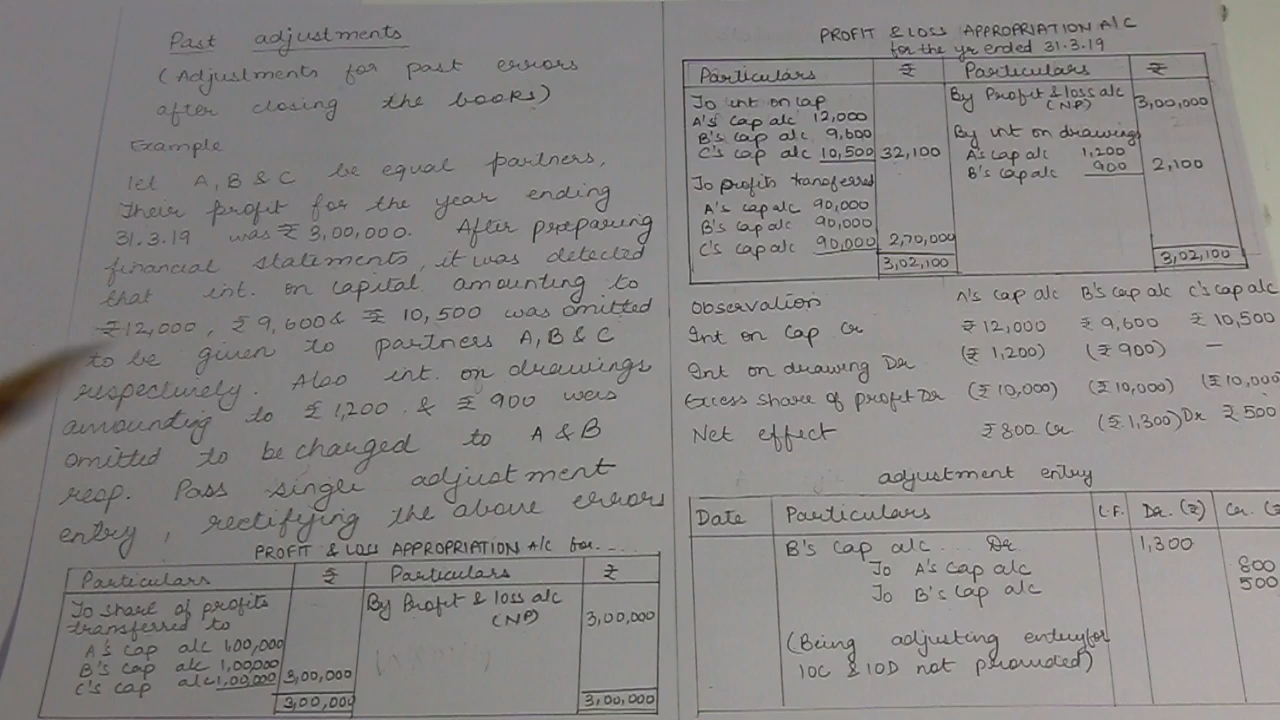 Past adjustments
(Adjustments for past errors
after closing the books)
Example
let A, B & C be equal partners,
Their profit for the year ending
31.3.19 was ₹ 3,00,000. After preparing
financial statements, it was detected
that int. on capital amounting to
₹12,000, ₹ 9,600 & ₹ 10,500 was omitted
to be given to partners A, B & C
respectively. Also int. on drawings
amounting to ₹ 1,200 & ₹ 900 was
omitted to be charged to A & B
resp. Pass single adjustment
entry, rectifying the above errors
PROFIT & LOSS APPROPRIATION A/c for....
Particulars ₹ Particulars ₹
To share of profits By Profit & loss a/c
transferred to (NP) 3,00,000
A's cap a/c 1,00,000
B's cap a/c 1,00,000
C's cap a/c 1,00,000 3,00,000
3,00,000 3,00,000
PROFIT & LOSS APPROPRIATION A/C
for the yr ended 31.3.19
Particulars ₹ Particulars ₹
To int on cap By Profit & loss a/c
(NP) 3,00,000
A's cap a/c 12,000
B's cap a/c 9,600 By int on drawings
C's cap a/c 10,500 32,100 A's cap a/c 1,200
B's cap a/c 900 2,100
To profits transferred
A's cap a/c 90,000
B's cap a/c 90,000
C's cap a/c 90,000 2,70,000
3,02,100 3,02,100
Observation A's cap a/c B's cap a/c C's cap a/c
Int on Cap Cr ₹ 12,000 ₹ 9,600 ₹ 10,500
Int on drawing Dr (₹ 1,200) (₹ 900) —
Excess share of profit Dr (₹ 10,000) (₹ 10,000) (₹ 10,000
Net effect ₹ 800 Cr (₹ 1,300) Dr ₹ 500
adjustment entry
Date Particulars L.F. Dr. (₹) Cr. (₹
B's cap a/c ... Dr 1,300
To A's cap a/c 800
To B's cap a/c 500
(Being adjusting entry for
IOC & IOD not provided)